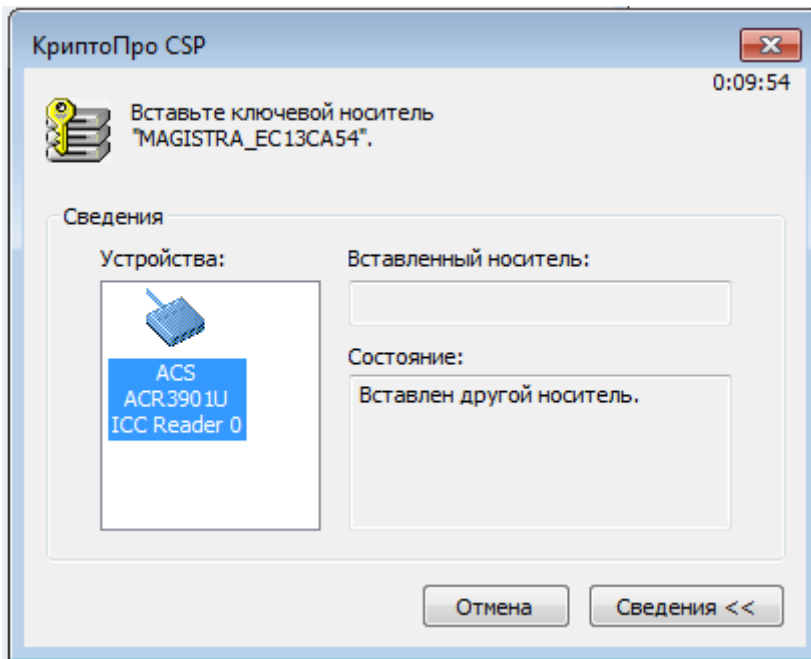 КриптоПро CSP
0:09:54
Вставьте ключевой носитель
"MAGISTRA_EC13CA54".
Сведения
Устройства:
ACS
ACR3901U
ICC Reader 0
Вставленный носитель:
Состояние:
Вставлен другой носитель.
Отмена
Сведения <<